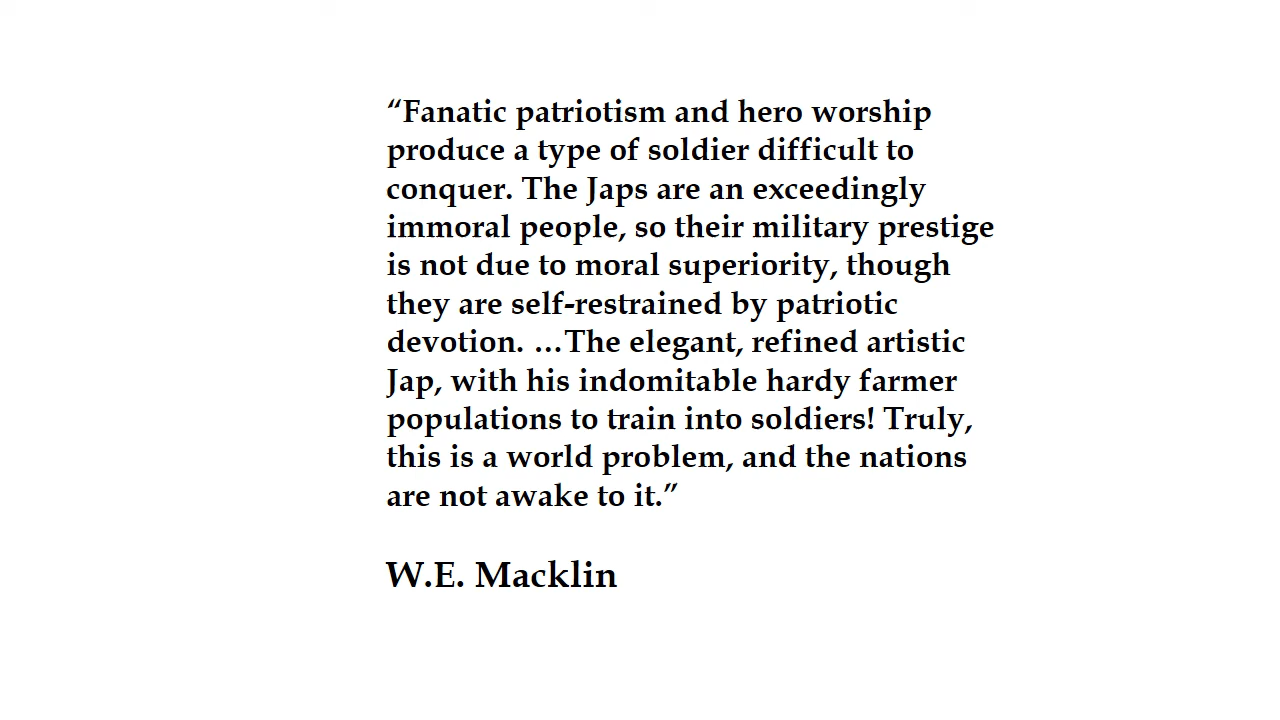 “Fanatic patriotism and hero worship
produce a type of soldier difficult to
conquer. The Japs are an exceedingly
immoral people, so their military prestige
is not due to moral superiority, though
they are self-restrained by patriotic
devotion. …The elegant, refined artistic
Jap, with his indomitable hardy farmer
populations to train into soldiers! Truly,
this is a world problem, and the nations
are not awake to it.”
W.E. Macklin